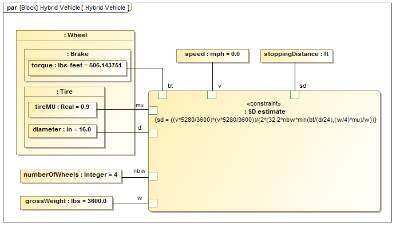 par [Block] Hybrid Vehicle [ Hybrid Vehicle ]
: Wheel
: Brake
torque : lbs-feet = 506.143751
: Tire
tireMU : Real = 0.9
diameter : in = 16.0
numberOfWheels : Integer = 4
grossWeight : lbs = 3600.0
speed : mph = 0.0
stoppingDistance : ft
bt
v
sd
mu
d
nbw
w
«constraint»
: SD estimate
{sd = ((v*5280/3600)*(v*5280/3600))/(2*(32.2*nbw*min(bt/(d/24),(w/4)*mu)/w))}